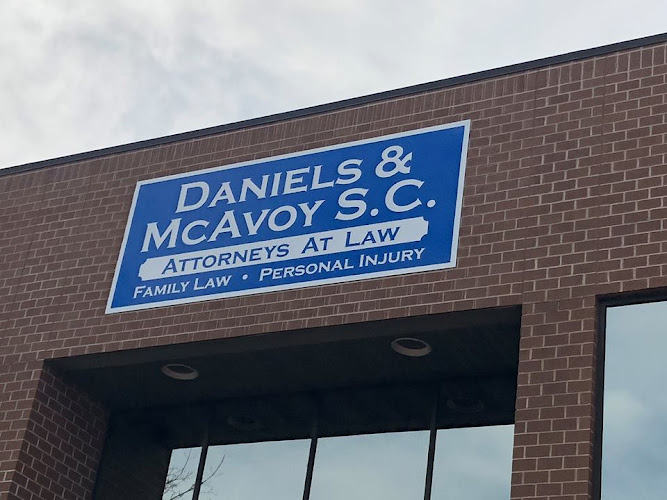 DANIELS &
MCAVOY S.C.
ATTORNEYS AT LAW
FAMILY LAW • PERSONAL INJURY